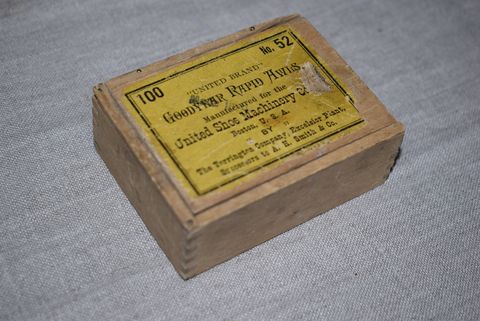 100 No. 52
"UNITED BRAND"
GOODYEAR RAPID AWLS
Manufactured for the
United Shoe Machinery Co.
Boston, U. S. A.
" BY "
The Torrington Company, Excelsior Plant,
Successors to A. H. Smith & Co.